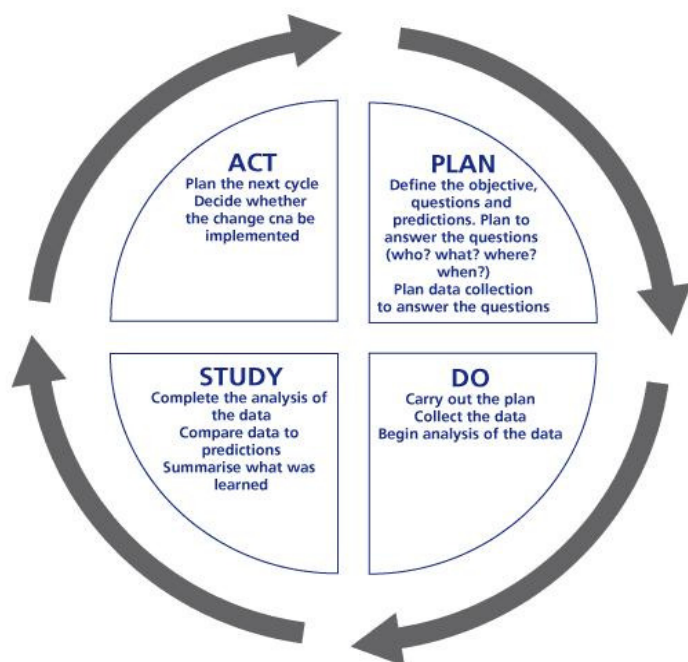 ACT
Plan the next cycle
Decide whether
the change cna be
implemented
PLAN
Define the objective,
questions and
predictions. Plan to
answer the questions
(who? what? where?
when?)
Plan data collection
to answer the questions
STUDY
Complete the analysis of
the data
Compare data to
predictions
Summarise what was
learned
DO
Carry out the plan
Collect the data
Begin analysis of the data